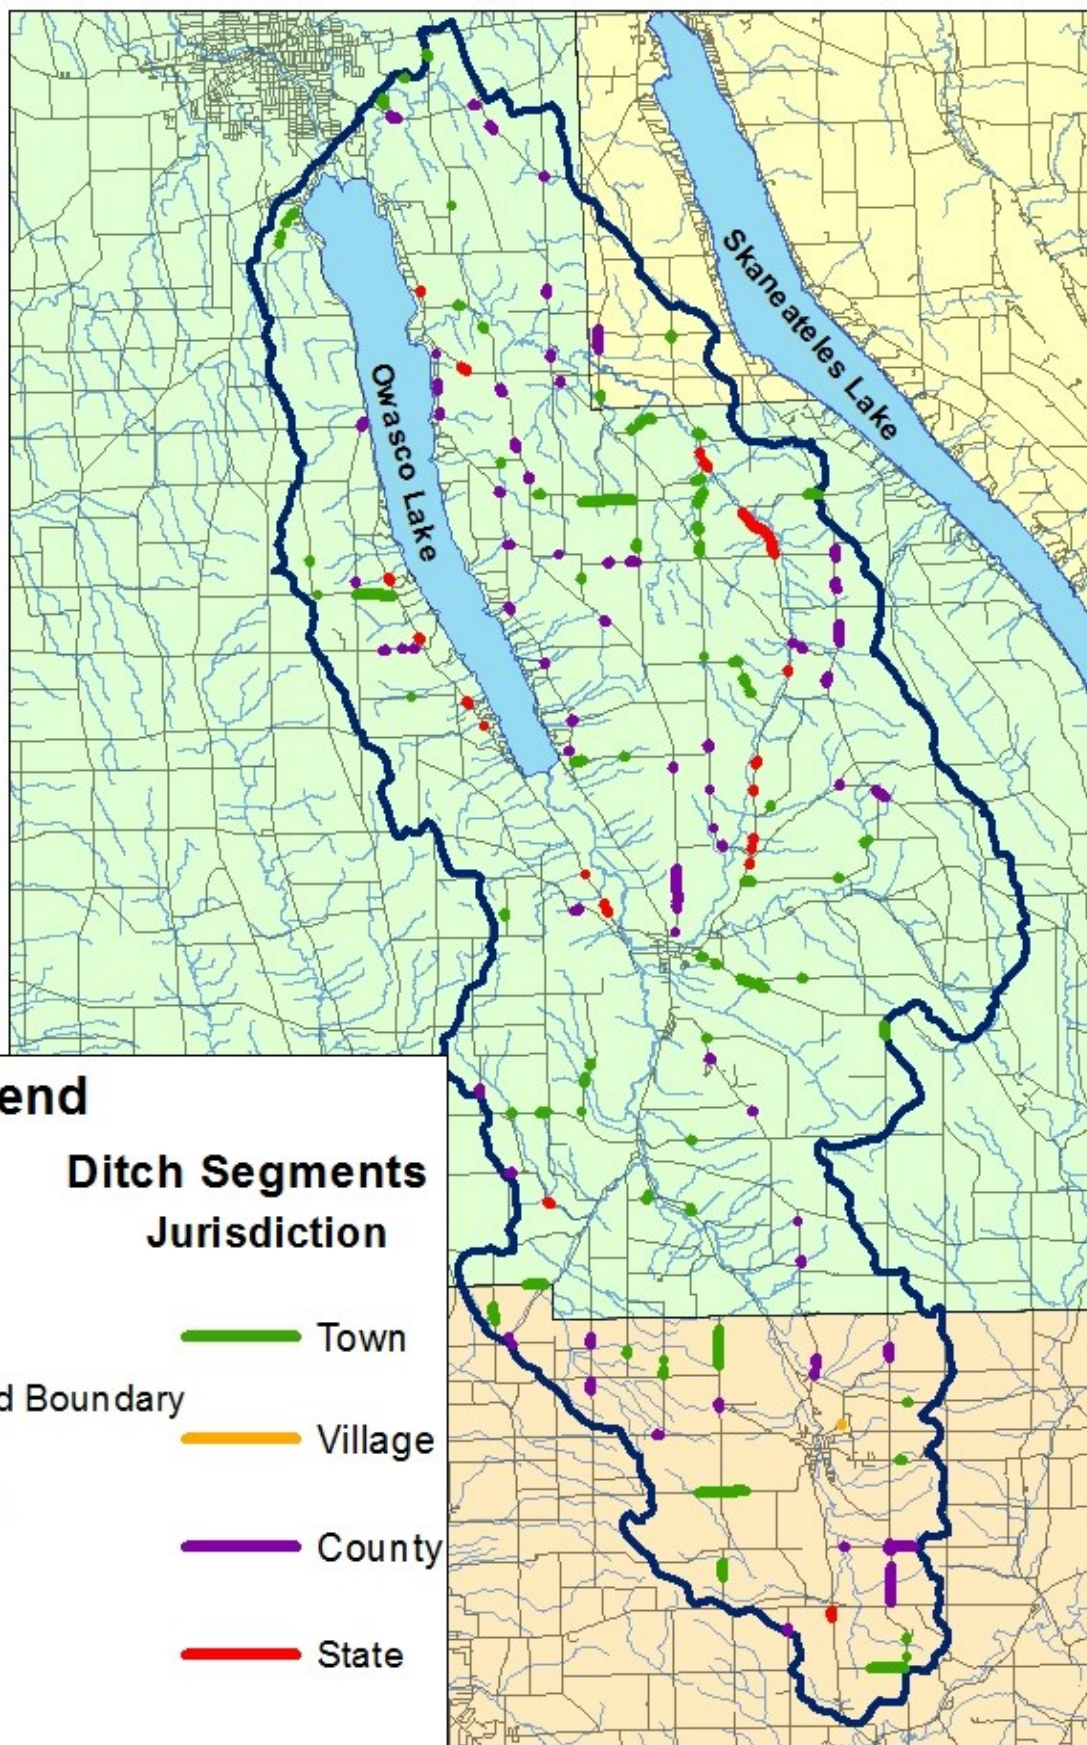 Skaneateles Lake
Owasco Lake
end
Ditch Segments
Jurisdiction
Town
d Boundary
Village
County
State